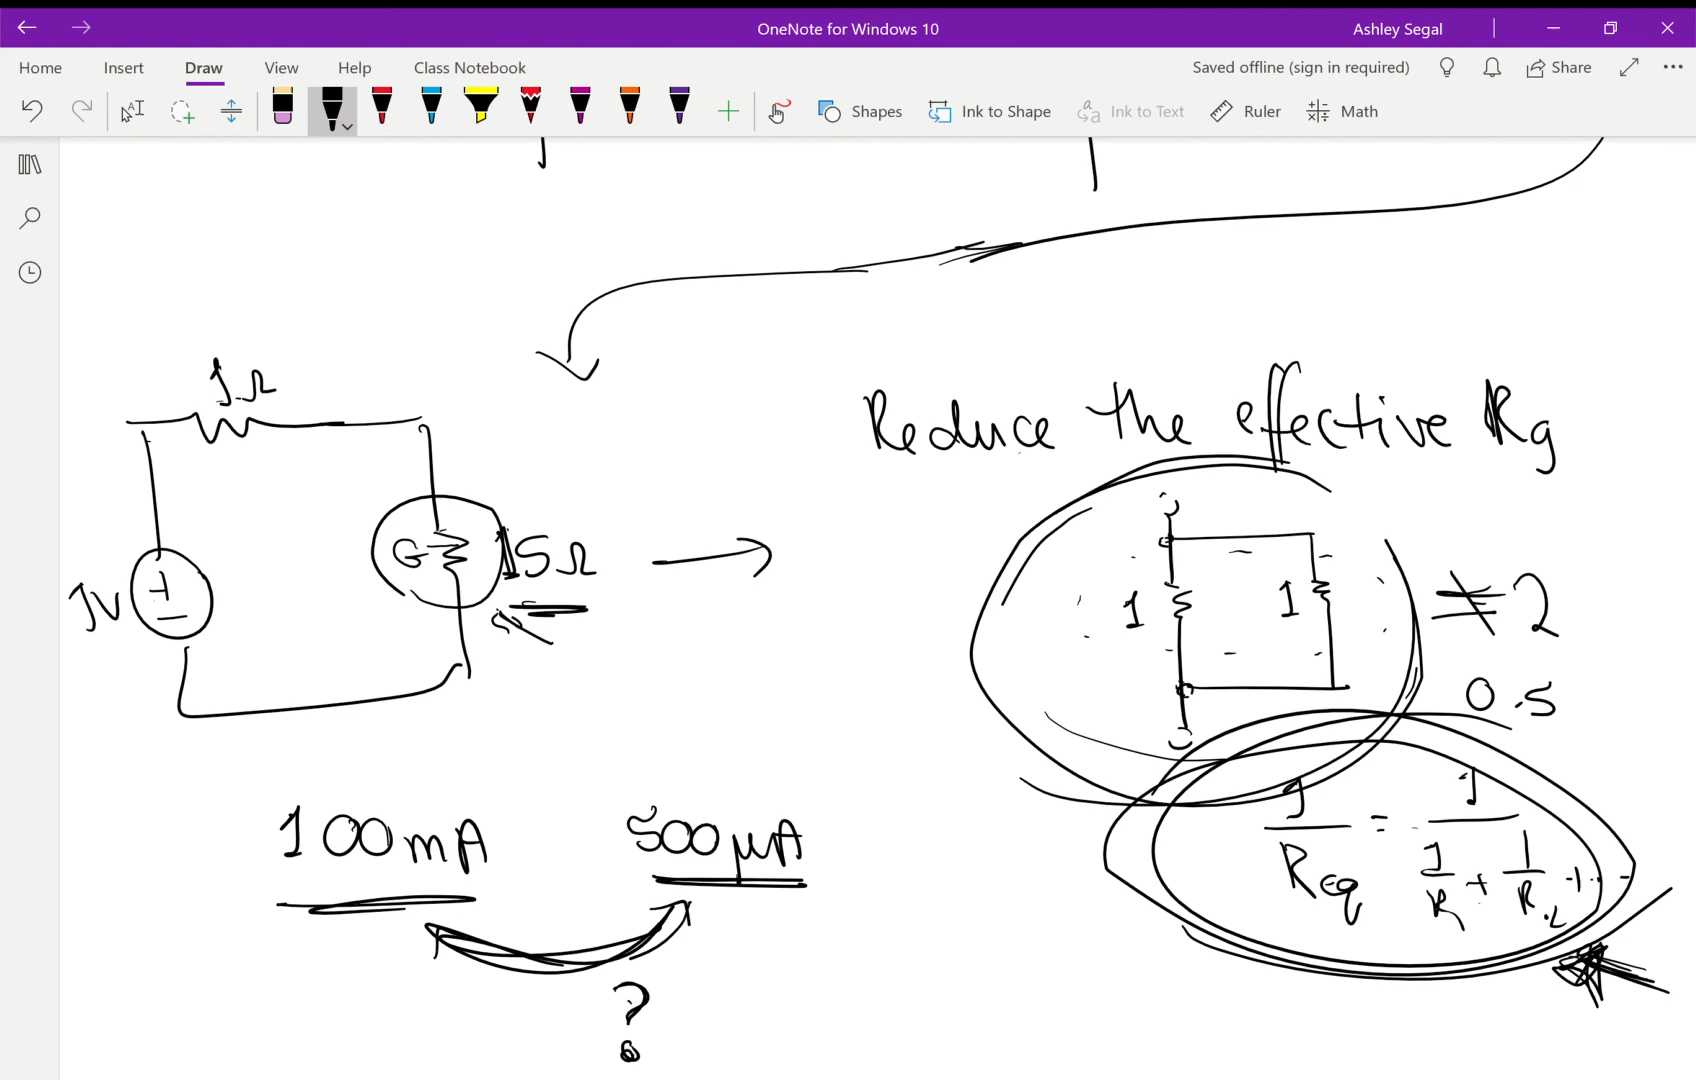 OneNote for Windows 10
Ashley Segal
Home Insert Draw View Help Class Notebook
Saved offline (sign in required)
Share
Shapes
Ink to Shape
Ink to Text
Ruler
Math
1Ω
Reduce the effective Rg
G
15Ω
1V
+
−
1
1
≠ 2
0.5
100mA
500μA
?
1/Req = 1/(1/R + 1/R2 + ...